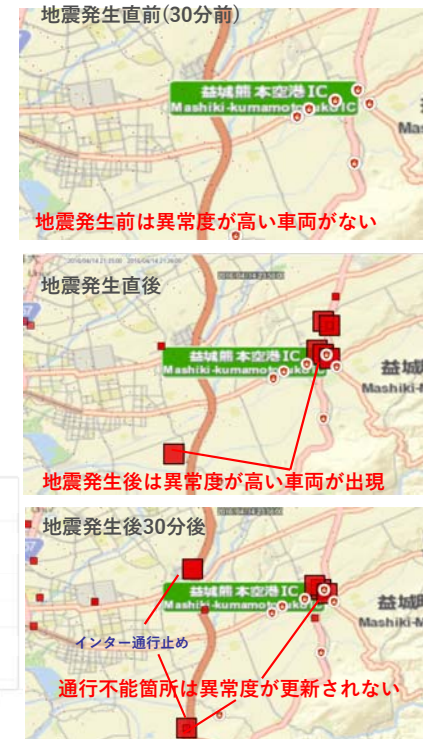 地震発生直前(30分前)
益城熊本空港IC
Mashiki-kumamoto
IC
Mas
地震発生前は異常度が高い車両がない
地震発生直後
益城熊本空港IC
Mashiki-kumamoto
益城
Mashiki-
地震発生後は異常度が高い車両が出現
地震発生後30分後
益城熊本空港IC
Mashiki-kumamoto
益城
Mashiki-
インター通行止め
通行不能箇所は異常度が更新されない